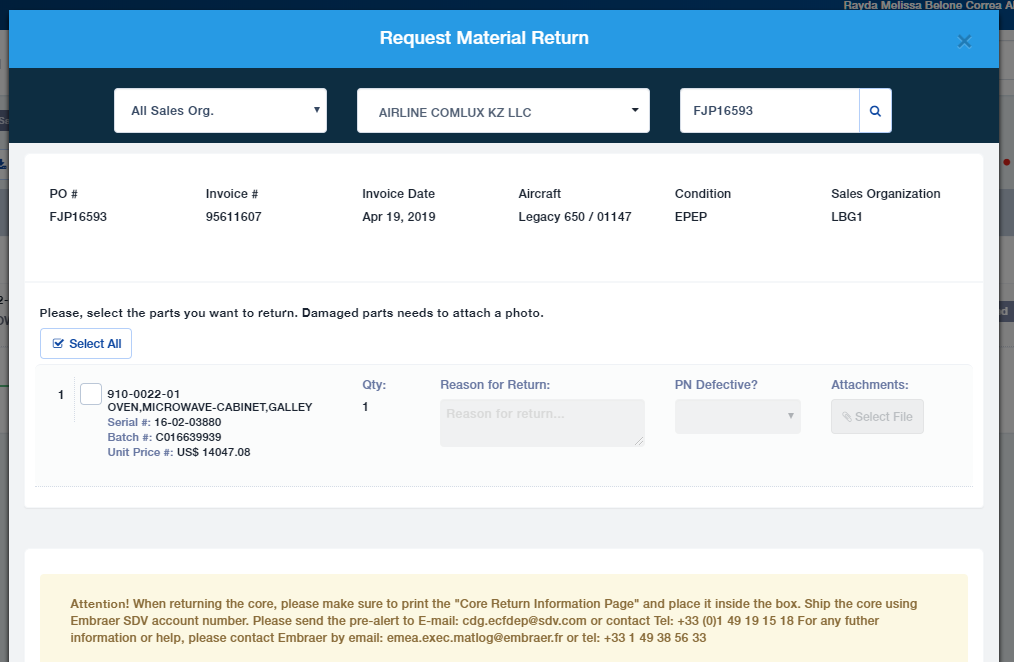 Rayda Melissa Belone Correa A
Request Material Return
All Sales Org.
AIRLINE COMLUX KZ LLC
FJP16593
PO # Invoice # Invoice Date Aircraft Condition Sales Organization
FJP16593 95611607 Apr 19, 2019 Legacy 650 / 01147 EPEP LBG1
Please, select the parts you want to return. Damaged parts needs to attach a photo.
Select All
1
910-0022-01
OVEN,MICROWAVE-CABINET,GALLEY
Serial #: 16-02-03880
Batch #: C016639939
Unit Price #: US$ 14047.08
Qty:
1
Reason for Return:
Reason for return...
PN Defective?
Attachments:
Select File
Attention! When returning the core, please make sure to print the "Core Return Information Page" and place it inside the box. Ship the core using
Embraer SDV account number. Please send the pre-alert to E-mail: cdg.ecfdep@sdv.com or contact Tel: +33 (0)1 49 19 15 18 For any futher
information or help, please contact Embraer by email: emea.exec.matlog@embraer.fr or tel: +33 1 49 38 56 33